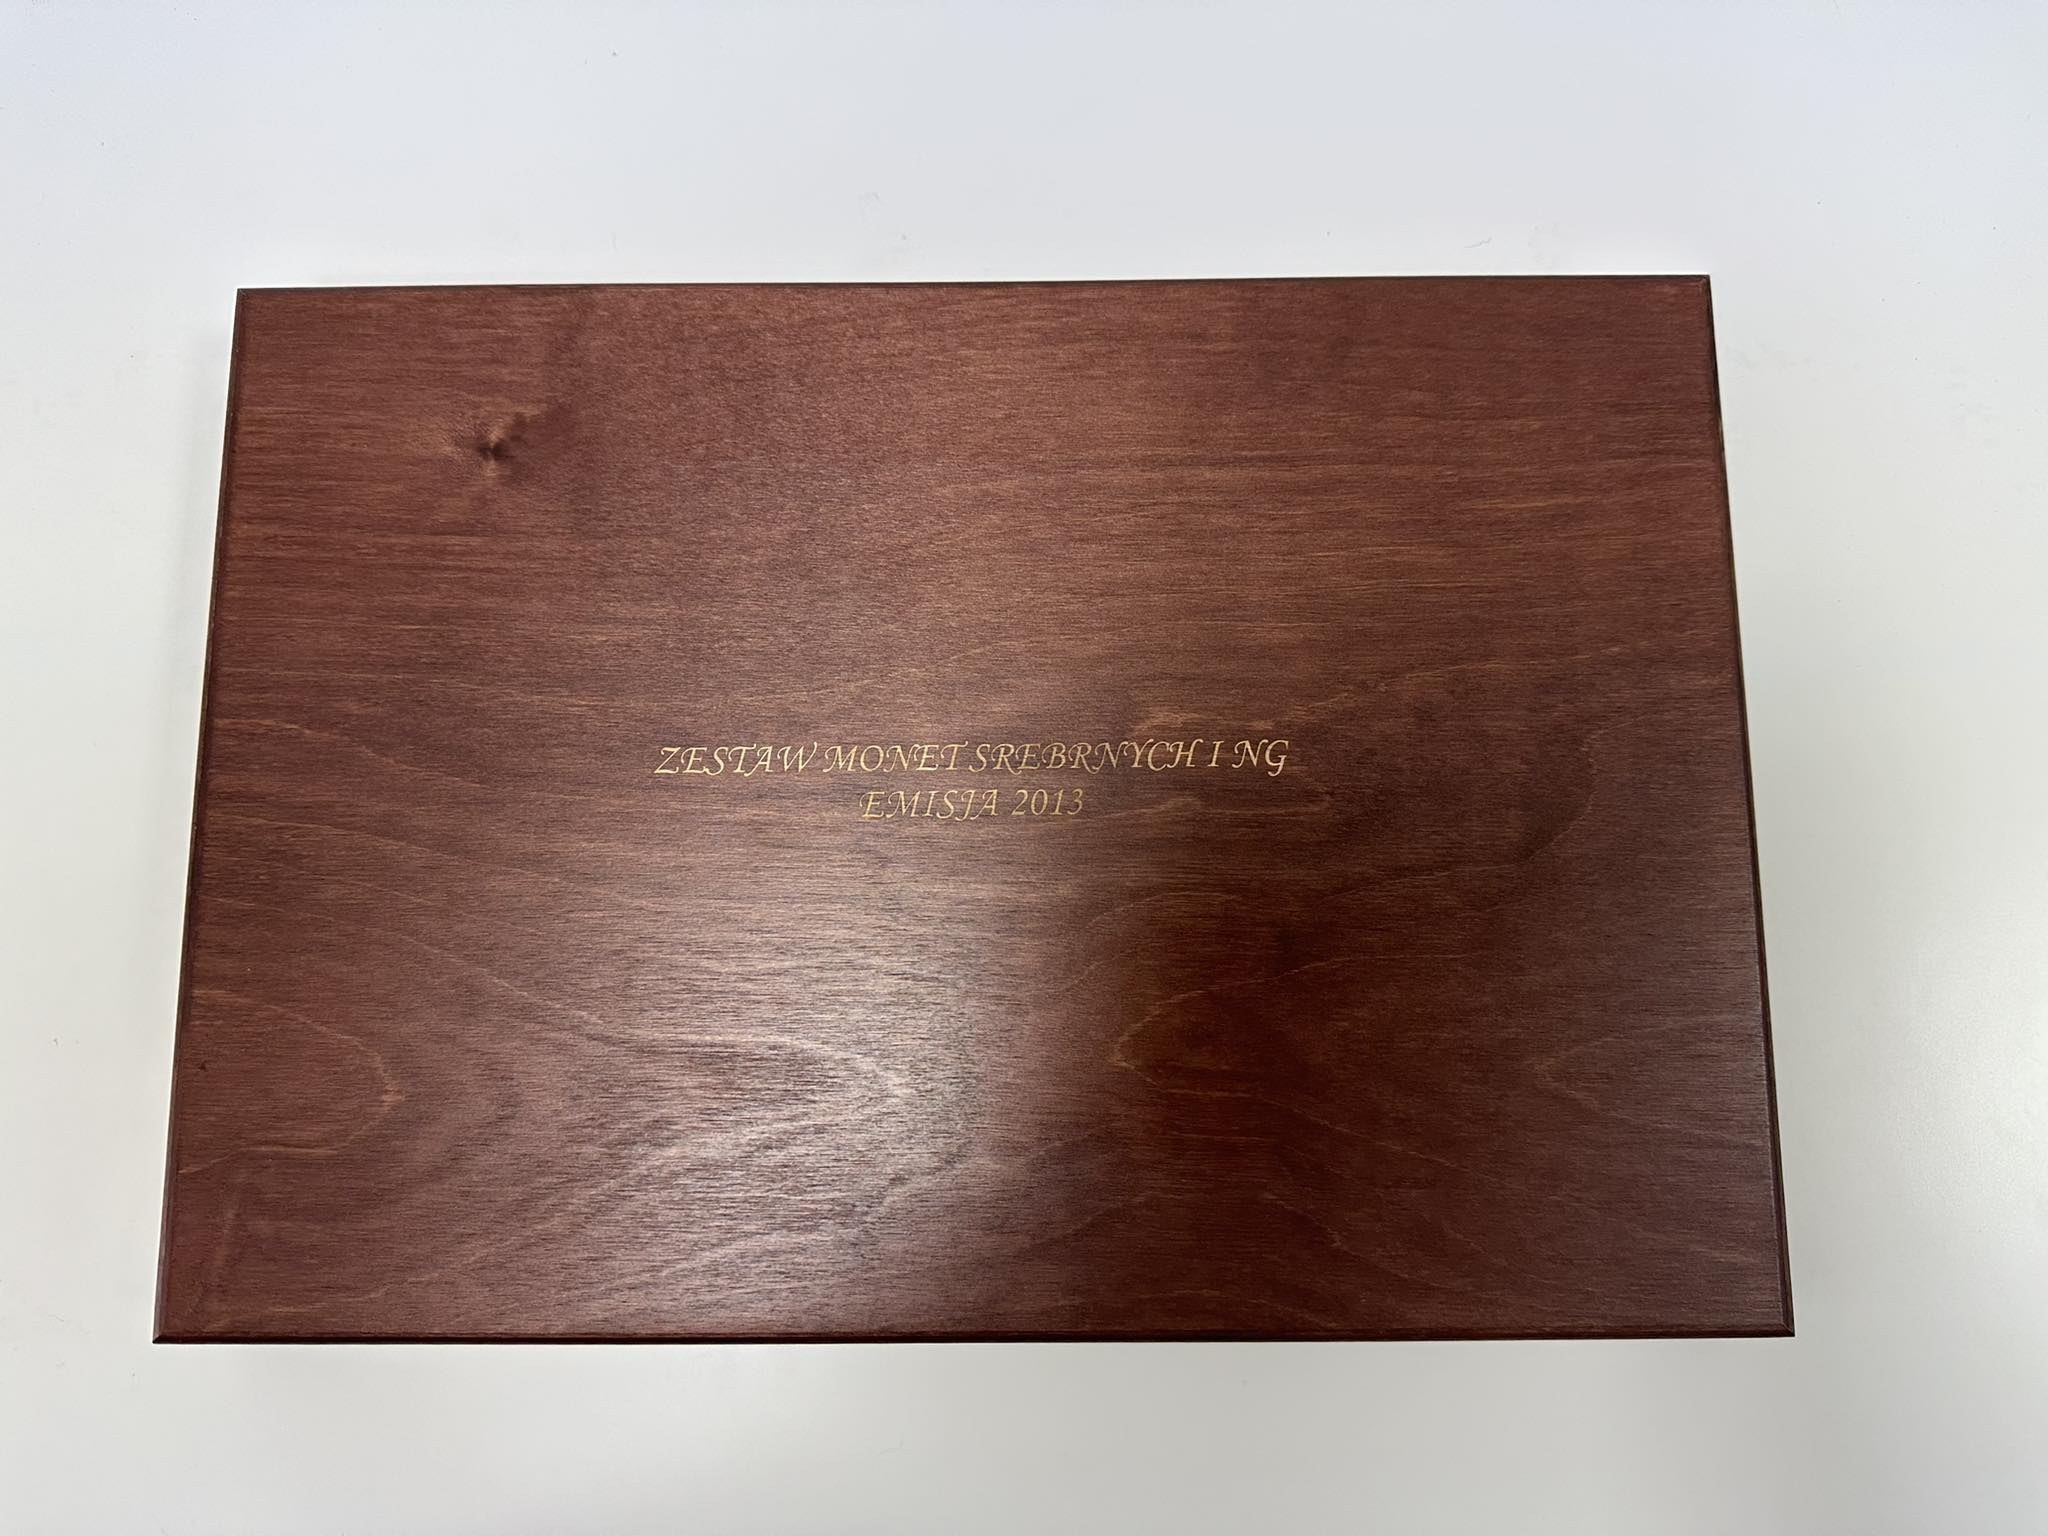 ZESTAW MONET SREBRNYCH I NG
EMISJA 2013